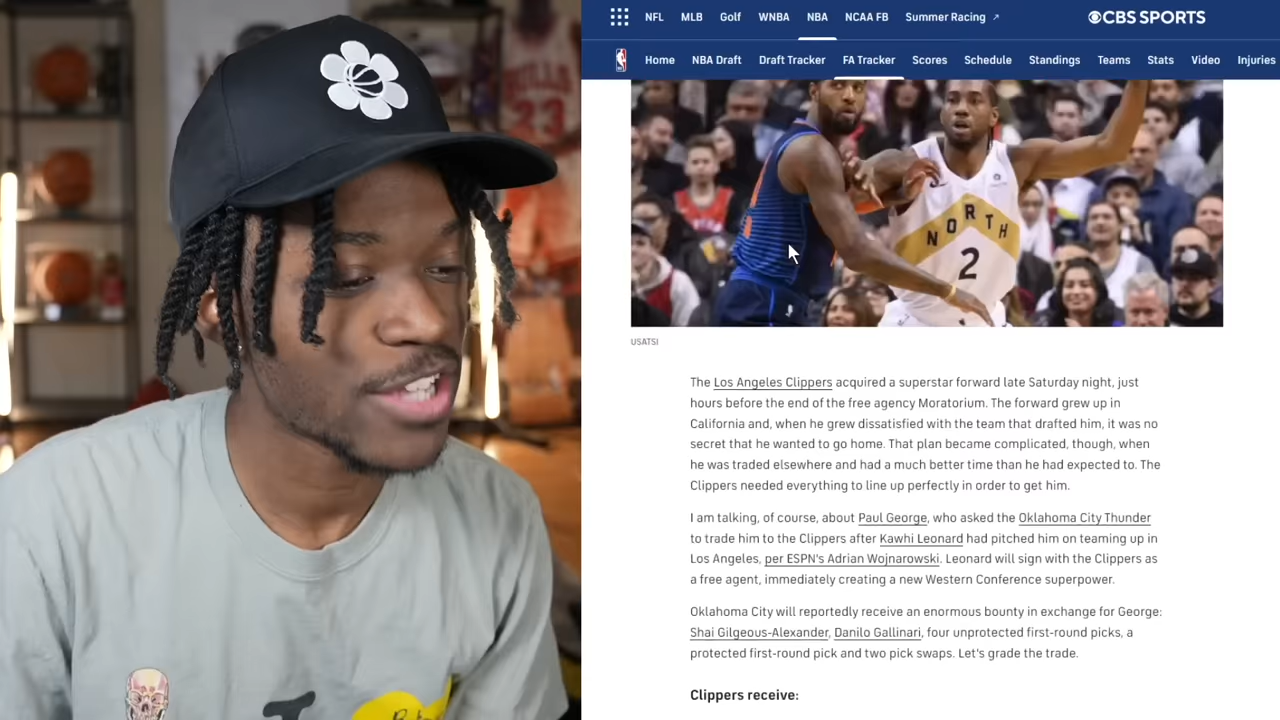 NFL MLB Golf WNBA NBA NCAA FB Summer Racing ↗ CBS SPORTS
Home NBA Draft Draft Tracker FA Tracker Scores Schedule Standings Teams Stats Video Injuries
BULLS
23
NORTH
2
USATSI
The Los Angeles Clippers acquired a superstar forward late Saturday night, just
hours before the end of the free agency Moratorium. The forward grew up in
California and, when he grew dissatisfied with the team that drafted him, it was no
secret that he wanted to go home. That plan became complicated, though, when
he was traded elsewhere and had a much better time than he had expected to. The
Clippers needed everything to line up perfectly in order to get him.
I am talking, of course, about Paul George, who asked the Oklahoma City Thunder
to trade him to the Clippers after Kawhi Leonard had pitched him on teaming up in
Los Angeles, per ESPN's Adrian Wojnarowski. Leonard will sign with the Clippers as
a free agent, immediately creating a new Western Conference superpower.
Oklahoma City will reportedly receive an enormous bounty in exchange for George:
Shai Gilgeous-Alexander, Danilo Gallinari, four unprotected first-round picks, a
protected first-round pick and two pick swaps. Let's grade the trade.
Clippers receive: